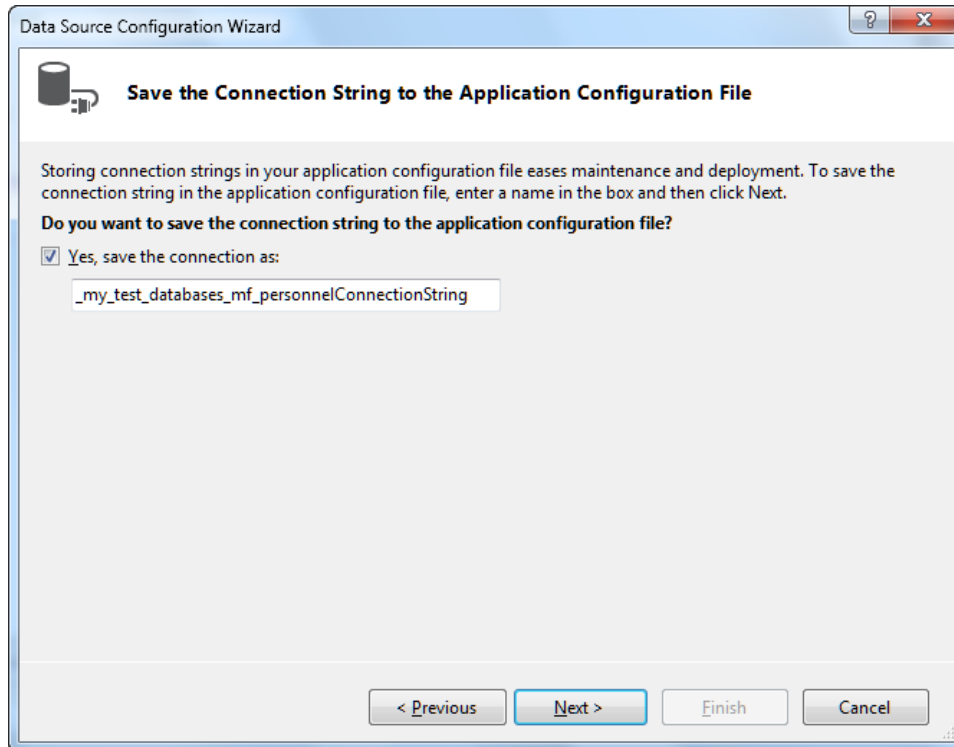 Data Source Configuration Wizard
Save the Connection String to the Application Configuration File
Storing connection strings in your application configuration file eases maintenance and deployment. To save the
connection string in the application configuration file, enter a name in the box and then click Next.
Do you want to save the connection string to the application configuration file?
Yes, save the connection as:
_my_test_databases_mf_personnelConnectionString
< Previous
Next >
Finish
Cancel